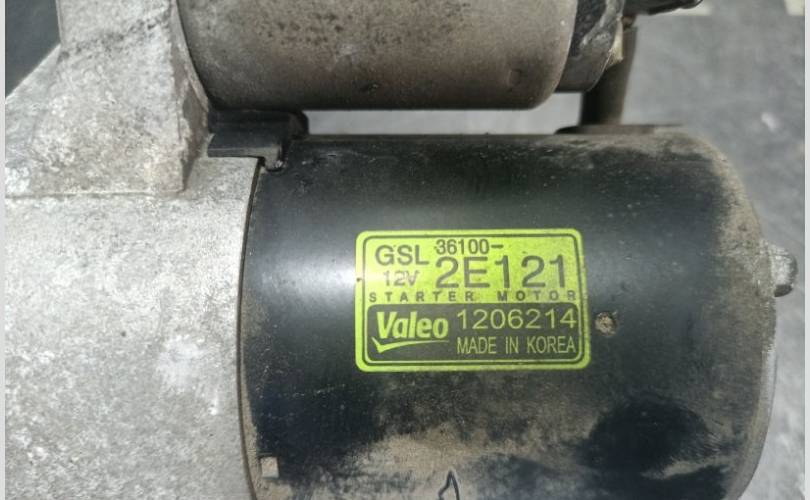 GSL 36100-
12V 2E121
STARTER MOTOR
Valeo 1206214
MADE IN KOREA